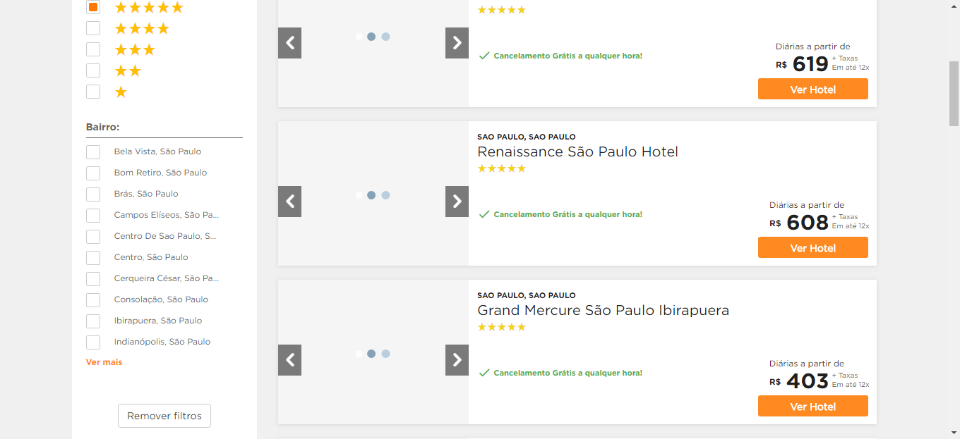 Bairro:
Bela Vista, São Paulo
Bom Retiro, São Paulo
Brás, São Paulo
Campos Elíseos, São Pa...
Centro De Sao Paulo, S...
Centro, São Paulo
Cerqueira César, São Pa...
Consolação, São Paulo
Ibirapuera, São Paulo
Indianópolis, São Paulo
Ver mais
Remover filtros
Cancelamento Grátis a qualquer hora!
Diárias a partir de
R$ 619 + Taxas
Em até 12x
Ver Hotel
SAO PAULO, SAO PAULO
Renaissance São Paulo Hotel
Cancelamento Grátis a qualquer hora!
Diárias a partir de
R$ 608 + Taxas
Em até 12x
Ver Hotel
SAO PAULO, SAO PAULO
Grand Mercure São Paulo Ibirapuera
Cancelamento Grátis a qualquer hora!
Diárias a partir de
R$ 403 + Taxas
Em até 12x
Ver Hotel